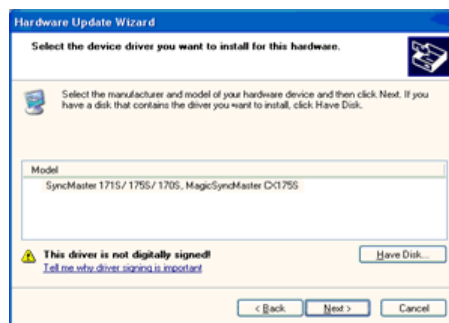 Hardware Update Wizard
Select the device driver you want to install for this hardware.
Select the manufacturer and model of your hardware device and then click Next. If you
have a disk that contains the driver you want to install, click Have Disk.
Model
SyncMaster 171S/ 175S/ 170S, MagicSyncMaster CX175S
This driver is not digitally signed!
Have Disk...
Tell me why driver signing is important
< Back
Next >
Cancel